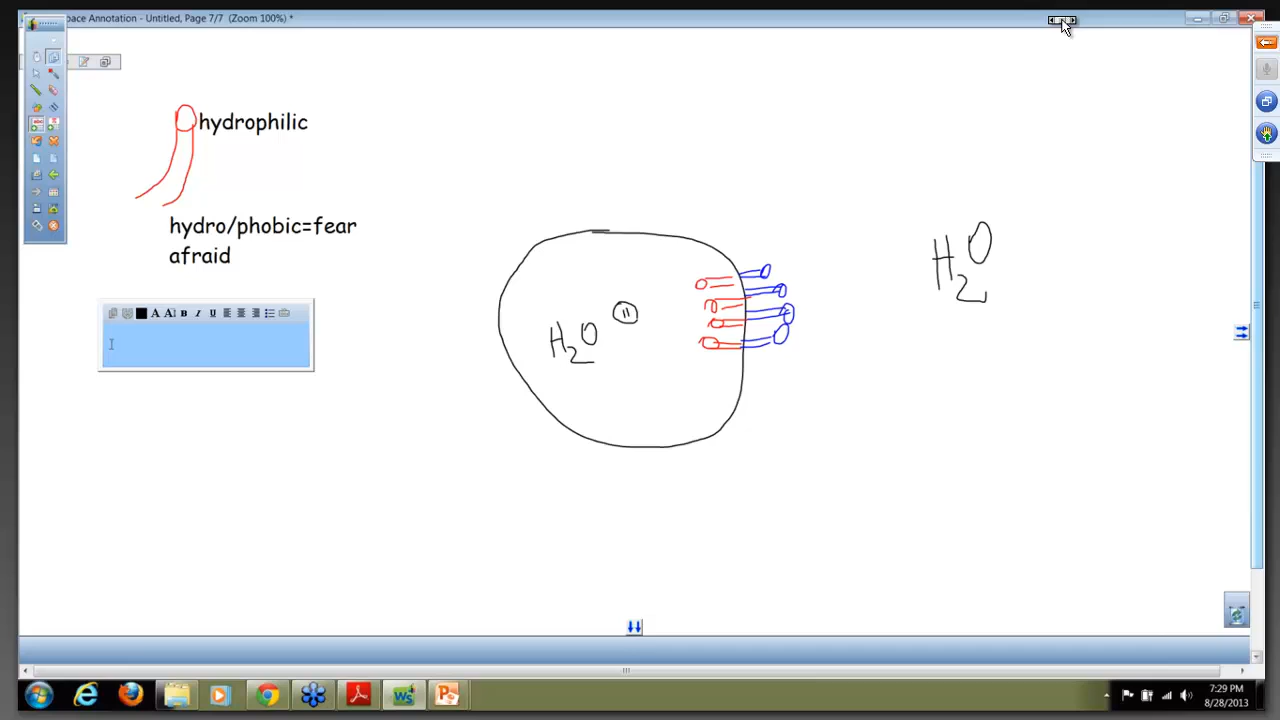 space Annotation - Untitled, Page 7/7 (Zoom 100%) *
hydrophilic
hydro/phobic=fear
afraid
H2O
H2O
A A B I U
7:29 PM
8/28/2013